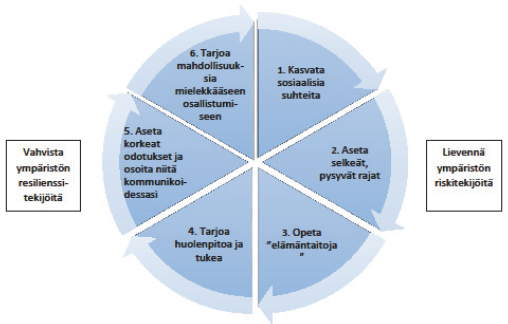 6. Tarjoa
mahdollisuuk-
sia
mielekkääseen
osallistumi-
seen
1. Kasvata
sosiaalisia
suhteita
2. Aseta
selkeät,
pysyvät rajat
3. Opeta
"elämäntaitoja
"
4. Tarjoa
huolenpitoa ja
tukea
5. Aseta
korkeat
odotukset ja
osoita niitä
kommunikoi-
dessasi
Vahvista
ympäristön
resilienssi-
tekijöitä
Lievennä
ympäristön
riskitekijöitä